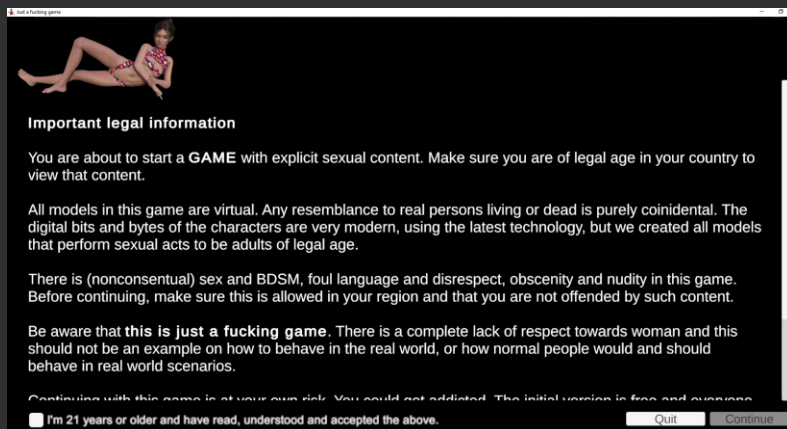 Just a fucking game
Important legal information
You are about to start a GAME with explicit sexual content. Make sure you are of legal age in your country to
view that content.
All models in this game are virtual. Any resemblance to real persons living or dead is purely coinidental. The
digital bits and bytes of the characters are very modern, using the latest technology, but we created all models
that perform sexual acts to be adults of legal age.
There is (nonconsentual) sex and BDSM, foul language and disrespect, obscenity and nudity in this game.
Before continuing, make sure this is allowed in your region and that you are not offended by such content.
Be aware that this is just a fucking game. There is a complete lack of respect towards woman and this
should not be an example on how to behave in the real world, or how normal people would and should
behave in real world scenarios.
Continuing with this game is at your own risk. You could get addicted. The initial version is free and everyone
I'm 21 years or older and have read, understood and accepted the above.
Quit
Continue